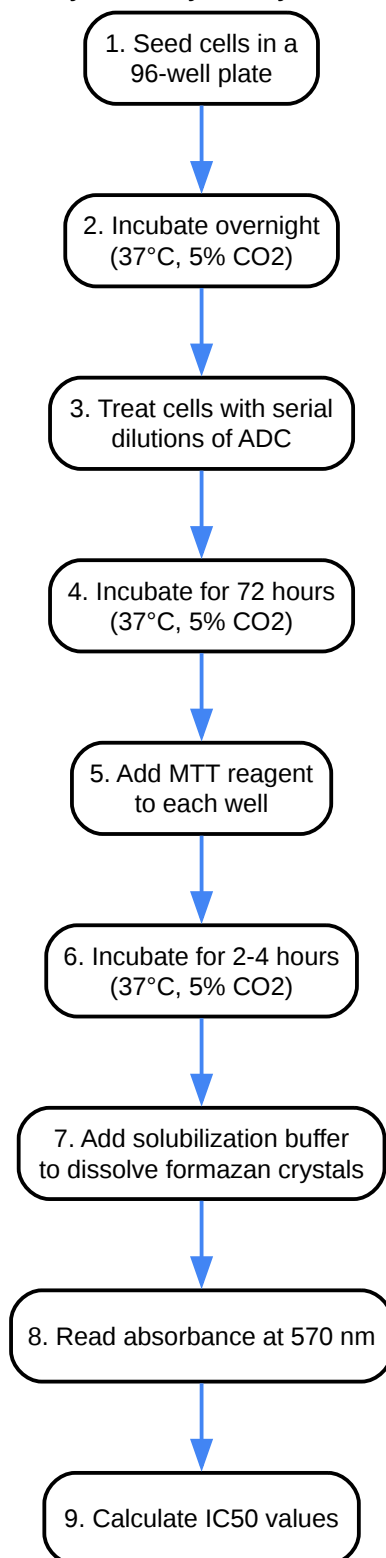 1. Seed cells in a
96-well plate
2. Incubate overnight
(37°C, 5% CO2)
3. Treat cells with serial
dilutions of ADC
4. Incubate for 72 hours
(37°C, 5% CO2)
5. Add MTT reagent
to each well
6. Incubate for 2-4 hours
(37°C, 5% CO2)
7. Add solubilization buffer
to dissolve formazan crystals
8. Read absorbance at 570 nm
9. Calculate IC50 values